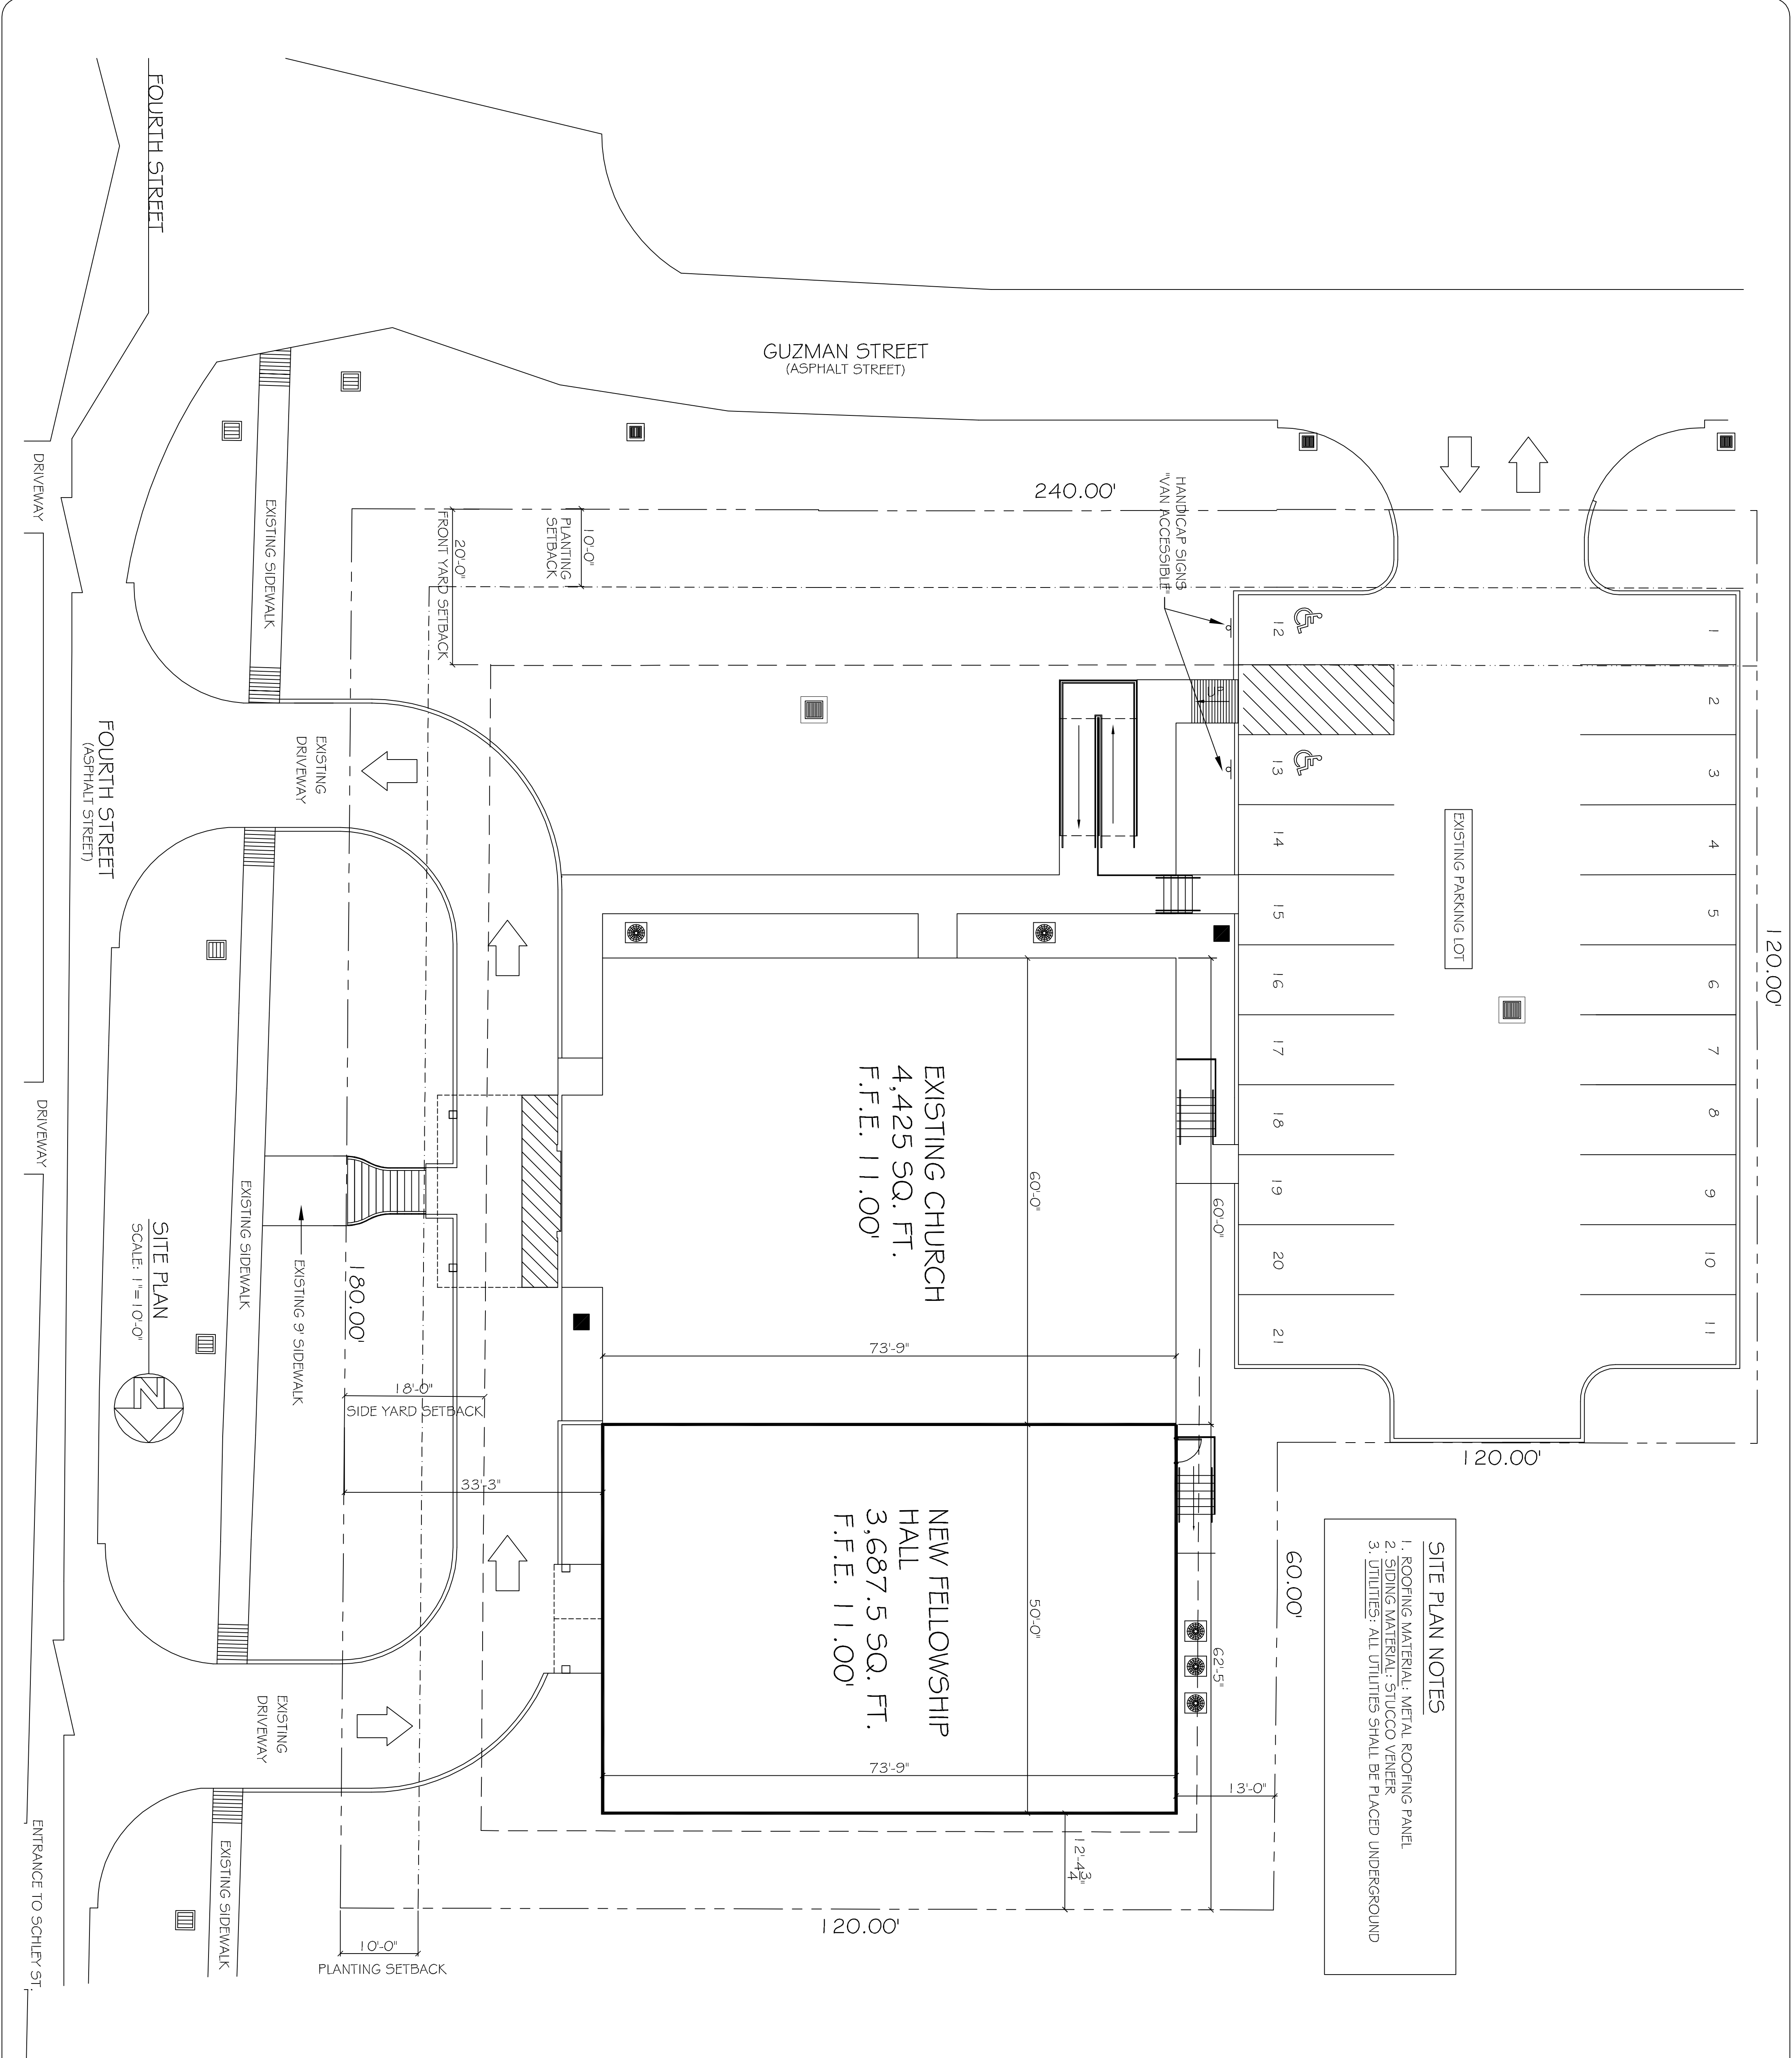 FOURTH STREET
GUZMAN STREET
(ASPHALT STREET)
240.00'
HANDICAP SIGNS
"VAN ACCESSIBLE"
10'-0"
PLANTING
SETBACK
20'-0"
FRONT YARD SETBACK
DRIVEWAY
EXISTING SIDEWALK
12
13
14
15
16
17
18
19
20
21
1
2
3
4
5
6
7
8
9
10
11
UP
EXISTING PARKING LOT
120.00'
FOURTH STREET
(ASPHALT STREET)
EXISTING
DRIVEWAY
EXISTING CHURCH
4,425 SQ. FT.
F.F.E. 11.00'
60'-0"
60'-0"
73'-9"
DRIVEWAY
EXISTING SIDEWALK
EXISTING 9' SIDEWALK
SITE PLAN
SCALE: 1"=10'-0"
N
180.00'
18'-0"
SIDE YARD SETBACK
33'-3"
120.00'
60.00'
SITE PLAN NOTES
1. ROOFING MATERIAL: METAL ROOFING PANEL
2. SIDING MATERIAL: STUCCO VENEER
3. UTILITIES: ALL UTILITIES SHALL BE PLACED UNDERGROUND
NEW FELLOWSHIP
HALL
3,687.5 SQ. FT.
F.F.E. 11.00'
50'-0"
62'-5"
73'-9"
13'-0"
12'-4 3/4"
EXISTING
DRIVEWAY
EXISTING SIDEWALK
ENTRANCE TO SCHLEY ST.
120.00'
10'-0"
PLANTING SETBACK